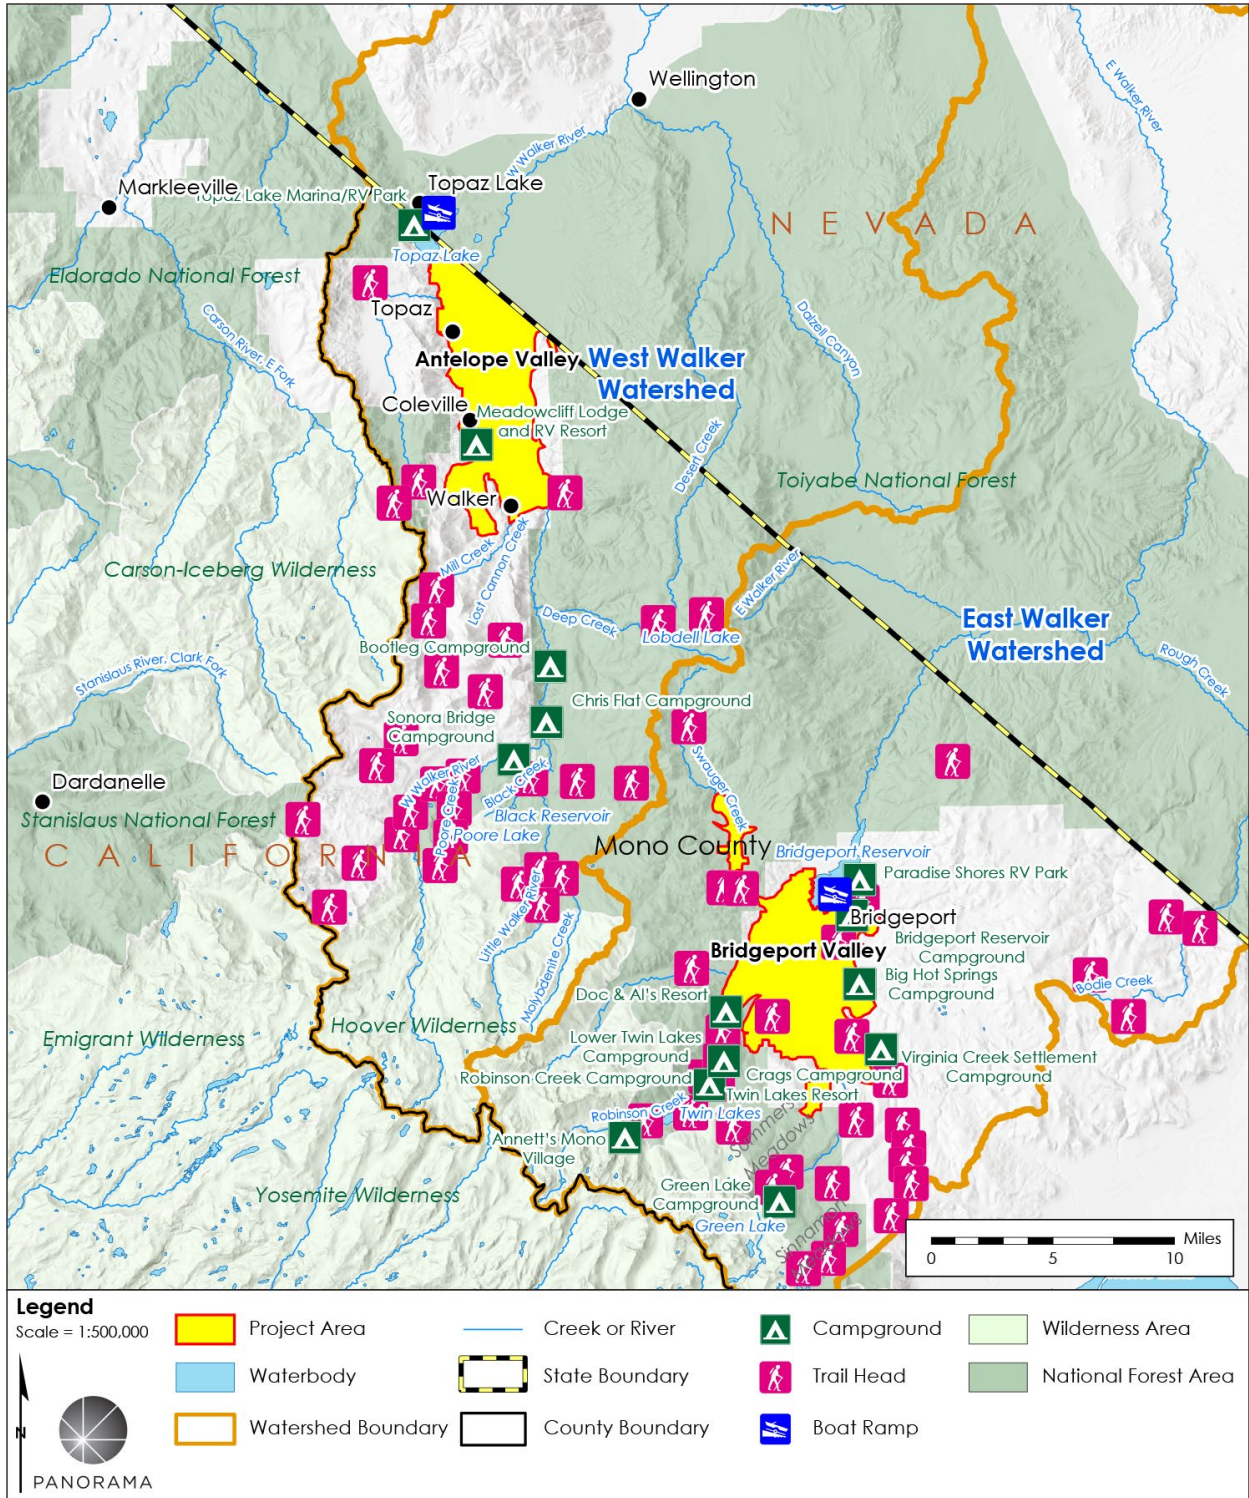 Wellington
E Walker River
W Walker River
Markleeville
Topaz Lake
Topaz Lake Marina/RV Park
NEVADA
Topaz Lake
Eldorado National Forest
Topaz
Carson River, E Fork
Dalzell Canyon
Antelope Valley
West Walker
Watershed
Coleville
Meadowcliff Lodge
and RV Resort
Desert Creek
Toiyabe National Forest
Walker
Mill Creek
Lost Cannon Creek
Carson-Iceberg Wilderness
E Walker River
Deep Creek
Lobdell Lake
East Walker
Watershed
Bootleg Campground
Rough Creek
Stanislaus River, Clark Fork
Chris Flat Campground
Sonora Bridge
Campground
Swauger Creek
W Walker River
Dardanelle
Black Creek
Poore Creek
Black Reservoir
Stanislaus National Forest
Poore Lake
CALIFORNIA
Mono County
Bridgeport Reservoir
Paradise Shores RV Park
Little Walker River
Bridgeport
Bridgeport Valley
Bridgeport Reservoir
Campground
Molybdenite Creek
Big Hot Springs
Campground
Bodie Creek
Doc & Al's Resort
Hoover Wilderness
Emigrant Wilderness
Lower Twin Lakes
Campground
Virginia Creek Settlement
Campground
Robinson Creek Campground
Crags Campground
Twin Lakes Resort
Robinson Creek
Twin Lakes
Summers
Meadows
Annett's Mono
Village
Yosemite Wilderness
Green Lake
Campground
Green Lake
Sinnamon
Meadows
Miles
0 5 10
Legend
Scale = 1:500,000
Project Area
Creek or River
Campground
Wilderness Area
Waterbody
State Boundary
Trail Head
National Forest Area
Watershed Boundary
County Boundary
Boat Ramp
N
PANORAMA